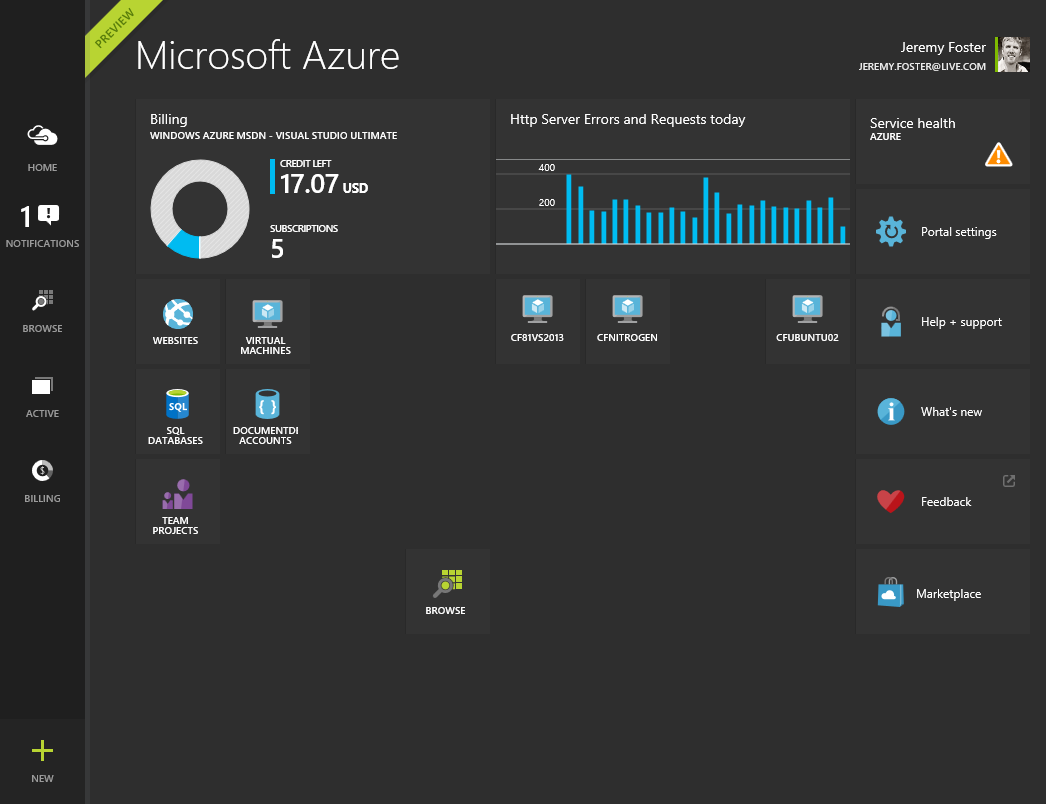 PREVIEW
Microsoft Azure
Jeremy Foster
JEREMY.FOSTER@LIVE.COM
HOME
1
NOTIFICATIONS
BROWSE
ACTIVE
BILLING
NEW
Billing
WINDOWS AZURE MSDN - VISUAL STUDIO ULTIMATE
CREDIT LEFT
17.07 USD
SUBSCRIPTIONS
5
Http Server Errors and Requests today
400
200
Service health
AZURE
Portal settings
WEBSITES
VIRTUAL
MACHINES
CF81VS2013
CFNITROGEN
CFUBUNTU02
Help + support
SQL
SQL
DATABASES
{ }
DOCUMENTDI
ACCOUNTS
What's new
TEAM
PROJECTS
Feedback
BROWSE
Marketplace